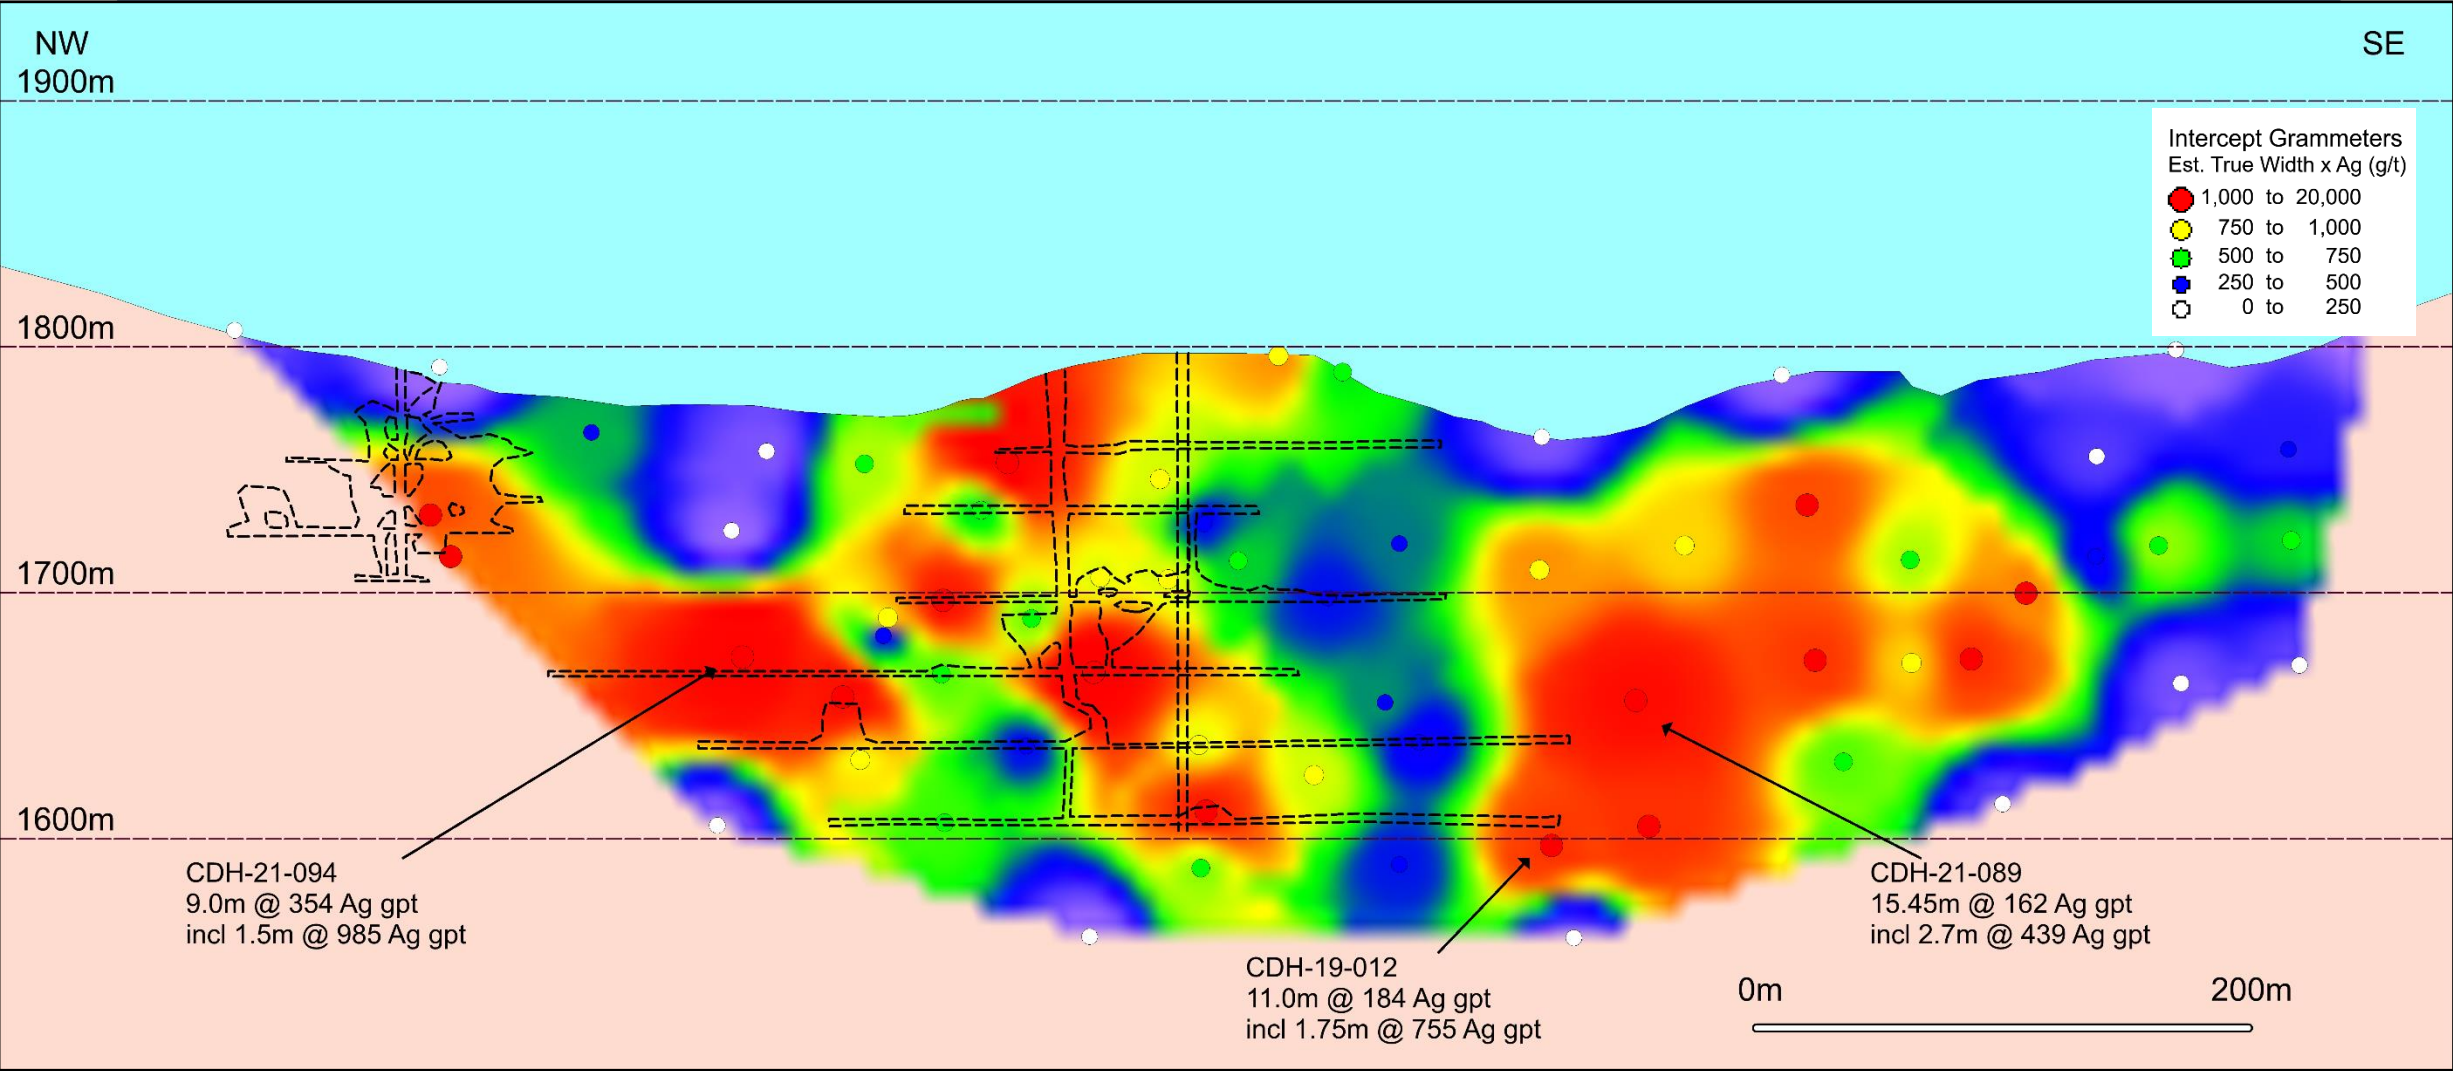 NW
SE
1900m
Intercept Grammeters
Est. True Width x Ag (g/t)
1,000 to 20,000
750 to 1,000
500 to 750
250 to 500
0 to 250
1800m
1700m
1600m
CDH-21-094
9.0m @ 354 Ag gpt
incl 1.5m @ 985 Ag gpt
CDH-21-089
15.45m @ 162 Ag gpt
incl 2.7m @ 439 Ag gpt
CDH-19-012
11.0m @ 184 Ag gpt
incl 1.75m @ 755 Ag gpt
0m 200m